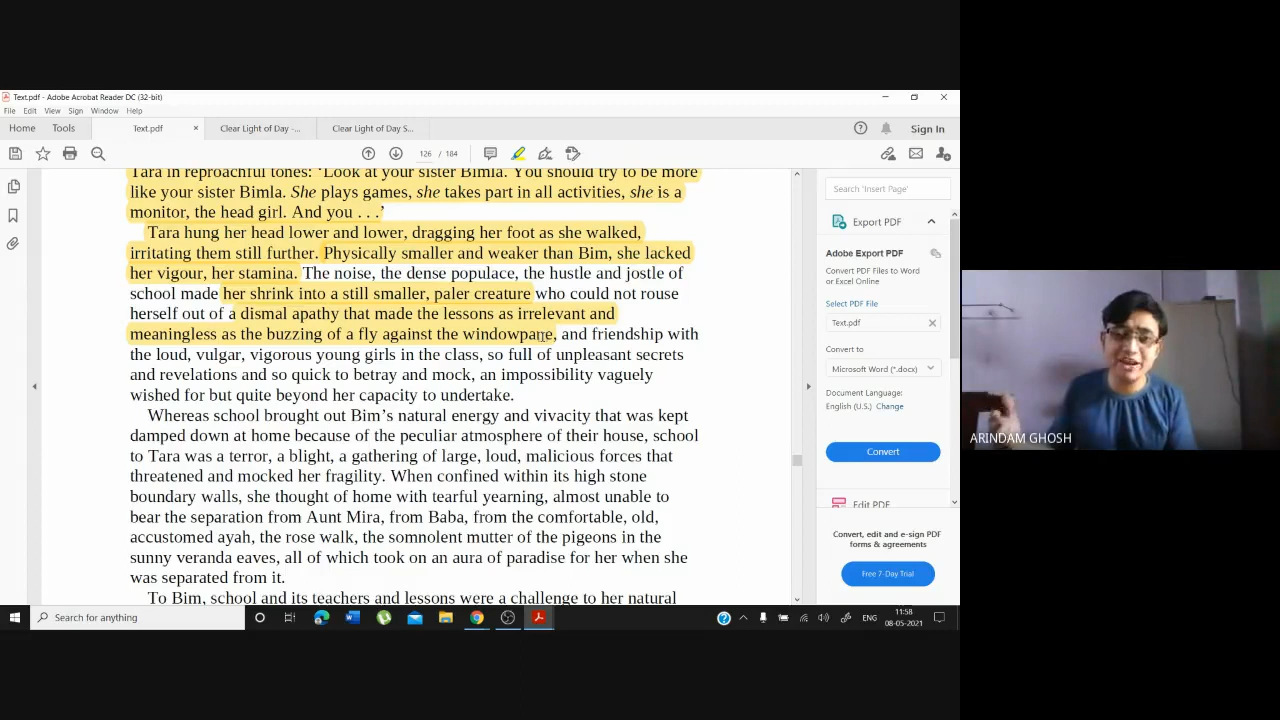 Text.pdf - Adobe Acrobat Reader DC (32-bit)
File Edit View Sign Window Help
Home Tools Text.pdf × Clear Light of Day -... Clear Light of Day S... Sign In
126 / 184
Tara in reproachful tones: ‘Look at your sister Bimla. You should try to be more
like your sister Bimla. She plays games, she takes part in all activities, she is a
monitor, the head girl. And you . . .’
Tara hung her head lower and lower, dragging her foot as she walked,
irritating them still further. Physically smaller and weaker than Bim, she lacked
her vigour, her stamina. The noise, the dense populace, the hustle and jostle of
school made her shrink into a still smaller, paler creature who could not rouse
herself out of a dismal apathy that made the lessons as irrelevant and
meaningless as the buzzing of a fly against the windowpane, and friendship with
the loud, vulgar, vigorous young girls in the class, so full of unpleasant secrets
and revelations and so quick to betray and mock, an impossibility vaguely
wished for but quite beyond her capacity to undertake.
Whereas school brought out Bim’s natural energy and vivacity that was kept
damped down at home because of the peculiar atmosphere of their house, school
to Tara was a terror, a blight, a gathering of large, loud, malicious forces that
threatened and mocked her fragility. When confined within its high stone
boundary walls, she thought of home with tearful yearning, almost unable to
bear the separation from Aunt Mira, from Baba, from the comfortable, old,
accustomed ayah, the rose walk, the somnolent mutter of the pigeons in the
sunny veranda eaves, all of which took on an aura of paradise for her when she
was separated from it.
To Bim, school and its teachers and lessons were a challenge to her natural
Search 'Insert Page'
Export PDF
Adobe Export PDF
Convert PDF Files to Word
or Excel Online
Select PDF File
Text.pdf
Convert to
Microsoft Word (*.docx)
Document Language:
English (U.S.) Change
Convert
Edit PDF
Convert, edit and e-sign PDF
forms & agreements
Free 7-Day Trial
ARINDAM GHOSH
Search for anything
ENG
11:58
08-05-2021